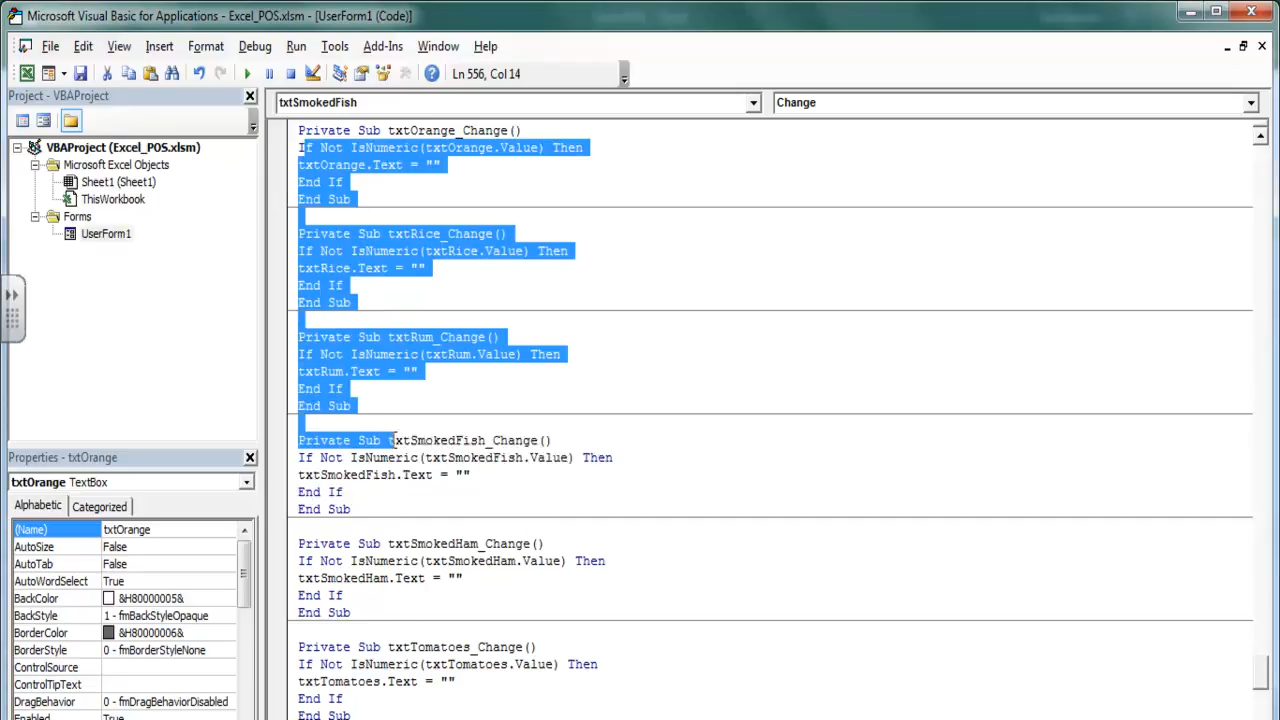 Microsoft Visual Basic for Applications - Excel_POS.xlsm - [UserForm1 (Code)]
File Edit View Insert Format Debug Run Tools Add-Ins Window Help
Ln 556, Col 14
Project - VBAProject
VBAProject (Excel_POS.xlsm)
Microsoft Excel Objects
Sheet1 (Sheet1)
ThisWorkbook
Forms
UserForm1
Properties - txtOrange
txtOrange TextBox
Alphabetic Categorized
(Name) txtOrange
AutoSize False
AutoTab False
AutoWordSelect True
BackColor &H80000005&
BackStyle 1 - fmBackStyleOpaque
BorderColor &H80000006&
BorderStyle 0 - fmBorderStyleNone
ControlSource
ControlTipText
DragBehavior 0 - fmDragBehaviorDisabled
Enabled True
txtSmokedFish Change
Private Sub txtOrange_Change()
If Not IsNumeric(txtOrange.Value) Then
txtOrange.Text = ""
End If
End Sub
Private Sub txtRice_Change()
If Not IsNumeric(txtRice.Value) Then
txtRice.Text = ""
End If
End Sub
Private Sub txtRum_Change()
If Not IsNumeric(txtRum.Value) Then
txtRum.Text = ""
End If
End Sub
Private Sub txtSmokedFish_Change()
If Not IsNumeric(txtSmokedFish.Value) Then
txtSmokedFish.Text = ""
End If
End Sub
Private Sub txtSmokedHam_Change()
If Not IsNumeric(txtSmokedHam.Value) Then
txtSmokedHam.Text = ""
End If
End Sub
Private Sub txtTomatoes_Change()
If Not IsNumeric(txtTomatoes.Value) Then
txtTomatoes.Text = ""
End If
End Sub